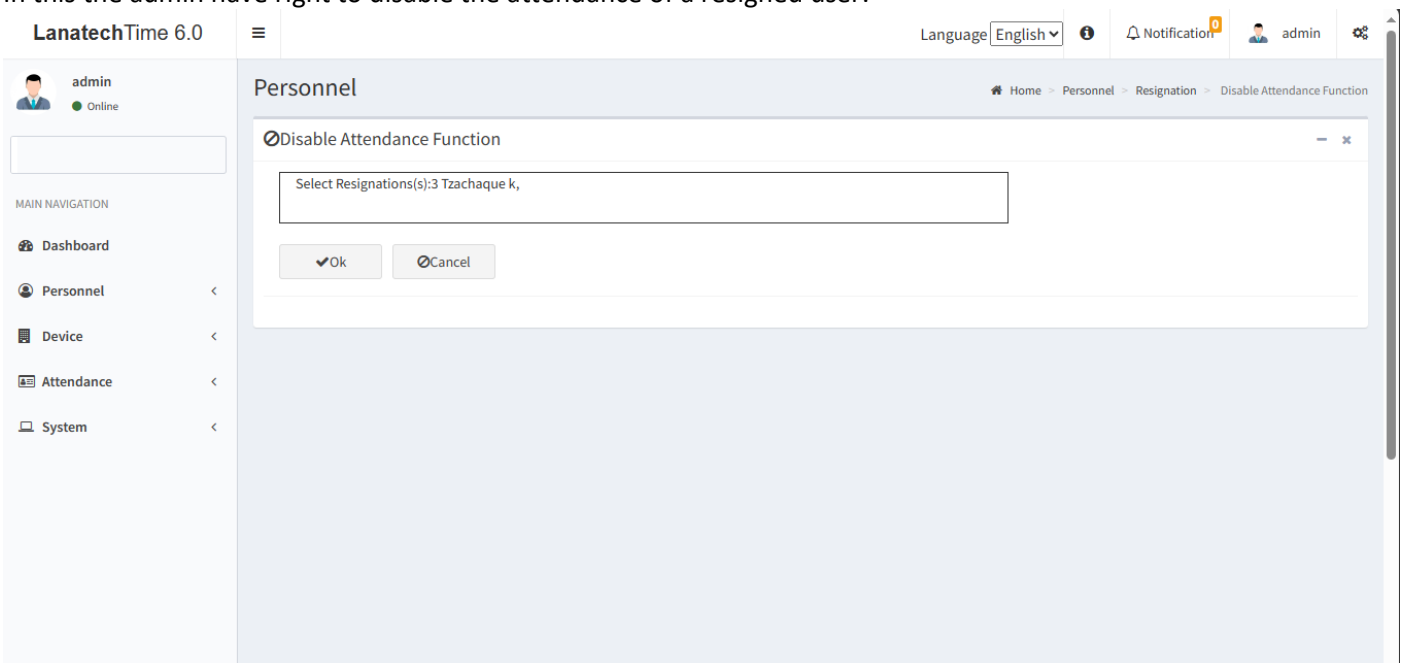 in this the admin have right to disable the attendance of a resigned user.
LanatechTime 6.0
Language English
Notification 0
admin
admin
Online
Personnel
Home > Personnel > Resignation > Disable Attendance Function
Disable Attendance Function
Select Resignations(s):3 Tzachaque k,
Ok
Cancel
MAIN NAVIGATION
Dashboard
Personnel
Device
Attendance
System